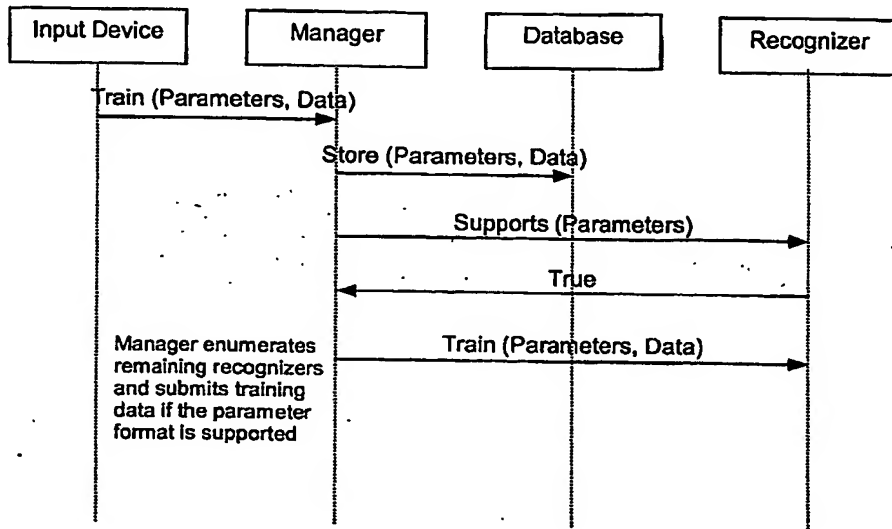 Input Device
Manager
Database
Recognizer
Train (Parameters, Data)
Store (Parameters, Data)
Supports (Parameters)
True
Manager enumerates
remaining recognizers
and submits training
data if the parameter
format is supported
Train (Parameters, Data)